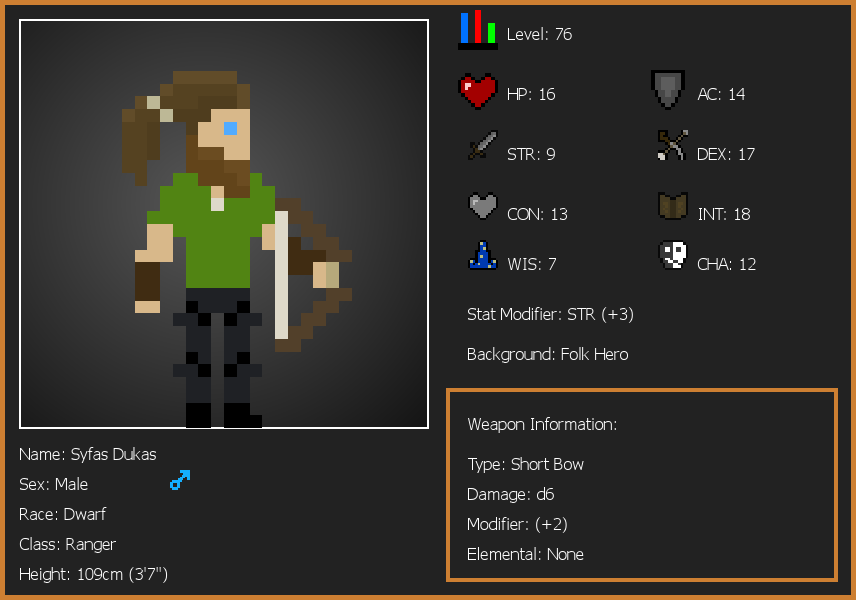 Level: 76
HP: 16
AC: 14
STR: 9
DEX: 17
CON: 13
INT: 18
WIS: 7
CHA: 12
Stat Modifier: STR (+3)
Background: Folk Hero
Weapon Information:
Type: Short Bow
Damage: d6
Modifier: (+2)
Elemental: None
Name: Syfas Dukas
Sex: Male
Race: Dwarf
Class: Ranger
Height: 109cm (3'7")